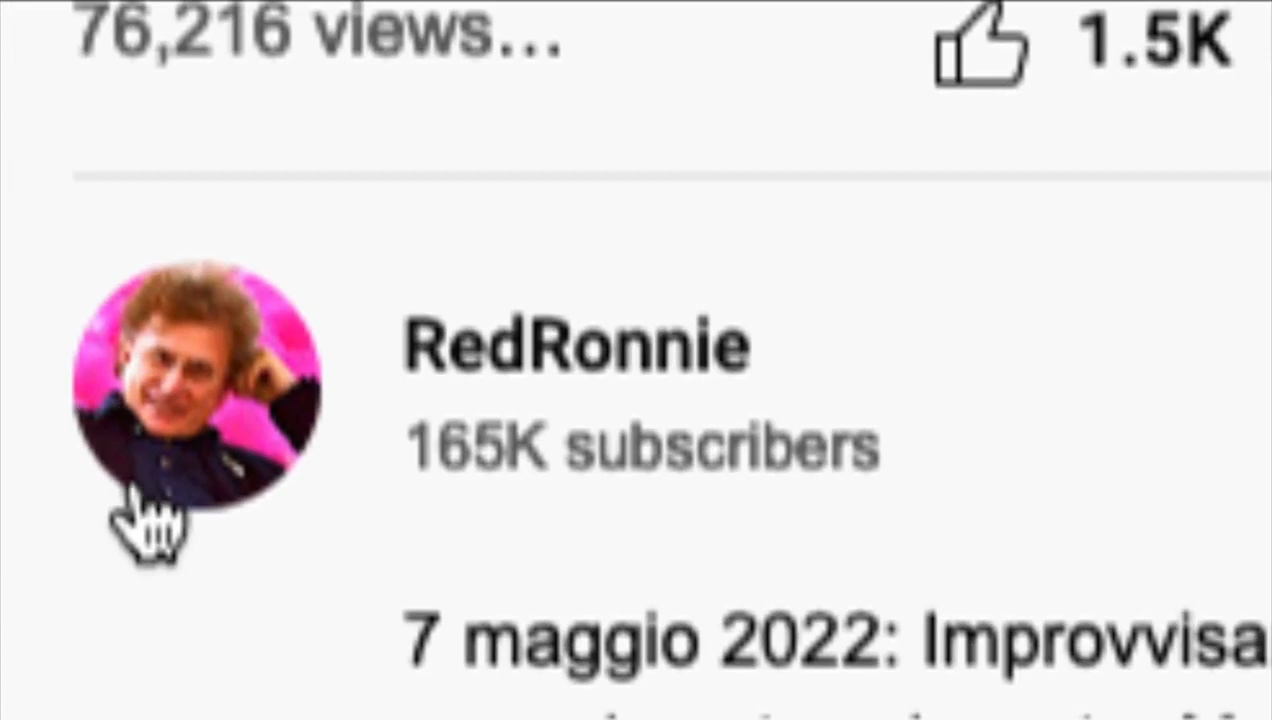 76,216 views...
1.5K
RedRonnie
165K subscribers
7 maggio 2022: Improvvisa